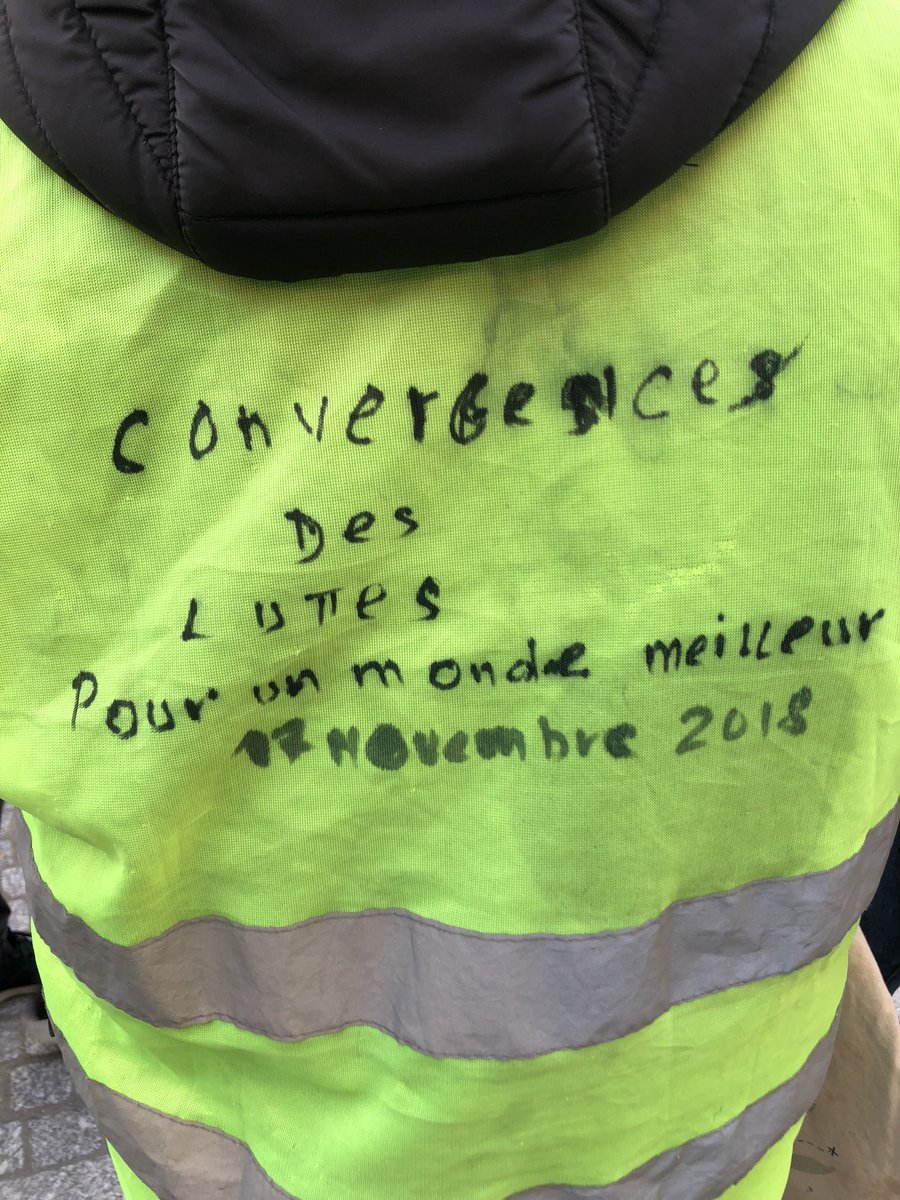 convergences
Des
Luttes
Pour un monde meilleur
17 Novembre 2018